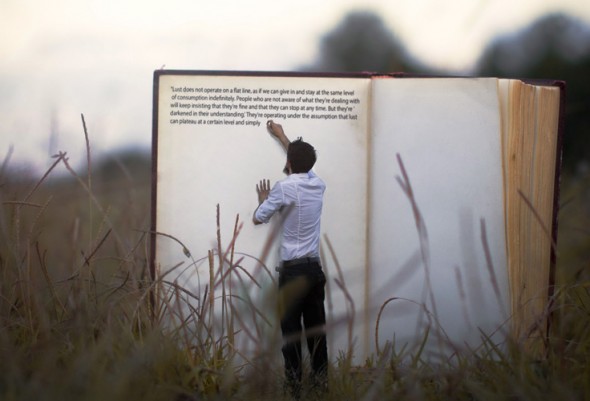 "Lust does not operate on a flat line, as if we can give in and stay at the same level
of consumption indefinitely. People who are not aware of what they're dealing with
will keep insisting that they're fine and that they can stop at any time. But they're '
darkened in their understanding.' They're operating under the assumption that lust
can plateau at a certain level and simply